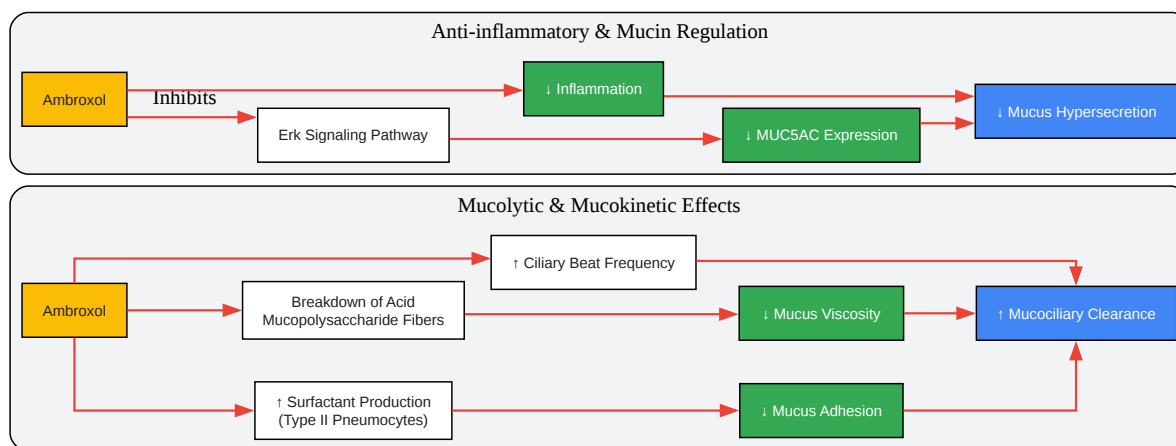 Anti-inflammatory & Mucin Regulation
Ambroxol
Inhibits
↓ Inflammation
Erk Signaling Pathway
↓ MUC5AC Expression
↓ Mucus Hypersecretion
Mucolytic & Mucokinetic Effects
↑ Ciliary Beat Frequency
Ambroxol
Breakdown of Acid
Mucopolysaccharide Fibers
↓ Mucus Viscosity
↑ Mucociliary Clearance
↑ Surfactant Production
(Type II Pneumocytes)
↓ Mucus Adhesion